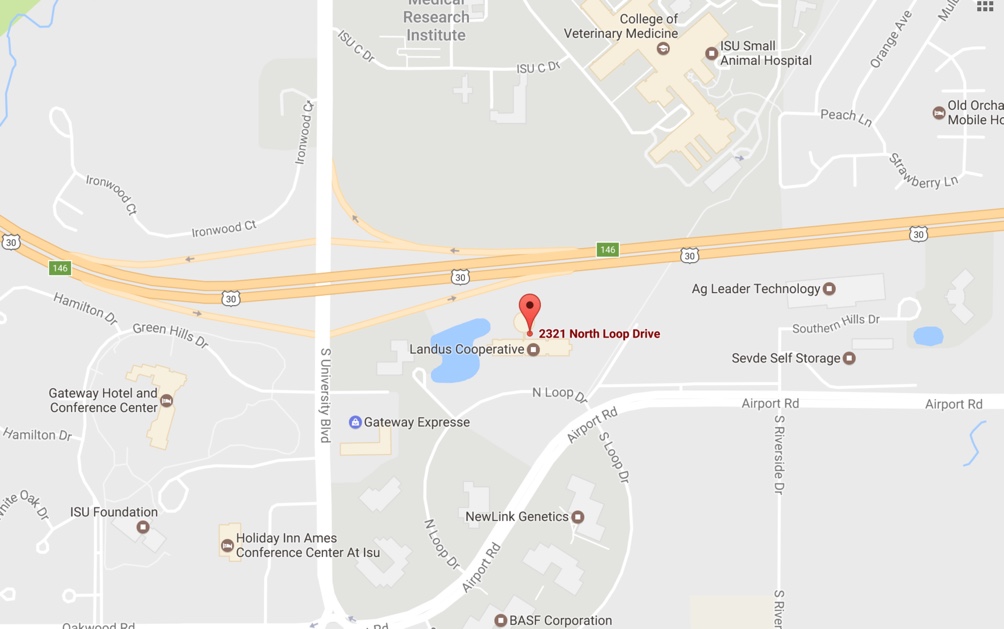 Medical
Research
Institute
ISU C Dr
ISU C Dr
College of
Veterinary Medicine
ISU Small
Animal Hospital
Orange Ave
Peach Ln
Old Orcha
Mobile Ho
Strawberry Ln
Ironwood Ct
Ironwood Ct
Ironwood Ct
30
146
30
30
146
30
30
Hamilton Dr
Green Hills Dr
S University Blvd
2321 North Loop Drive
Landus Cooperative
Ag Leader Technology
Southern Hills Dr
Sevde Self Storage
Gateway Hotel and
Conference Center
Gateway Expresse
N Loop Dr
Airport Rd
Airport Rd
Airport Rd
Hamilton Dr
S Loop Dr
S Riverside Dr
ISU Foundation
Holiday Inn Ames
Conference Center At Isu
NewLink Genetics
N Loop Dr
Airport Rd
BASF Corporation
S River
Oakwood Rd
Rd